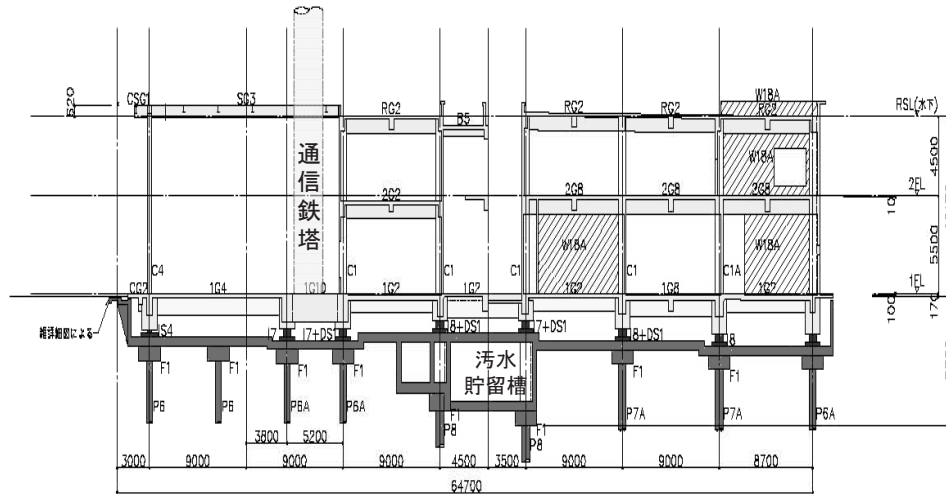 CSG1 SG3 RG2 B5 RG2 RG2 W18A RG2
RSL(水下)
620
通信鉄塔
W18A
4500
2G2 2G8 2G8 2G8
2FL
10
W18A W18A
5500
C4 C1 C1 C1 C1 C1A
CG2 1G4 1G10 1G2 1G2 1G2 1G8 1G2
1FL
100
170
雑詳細図による
S4 I7 I7+DS1 I8+DS1 I7+DS1 I8+DS1 I8
汚水
貯留槽
F1 F1 F1 F1 F1 F1 F1 F1
P6 P6 P6A P6A P8 P8 P7A P7A P6A
3800 5200
3000 9000 9000 9000 4500 3500 9000 9000 8700
64700